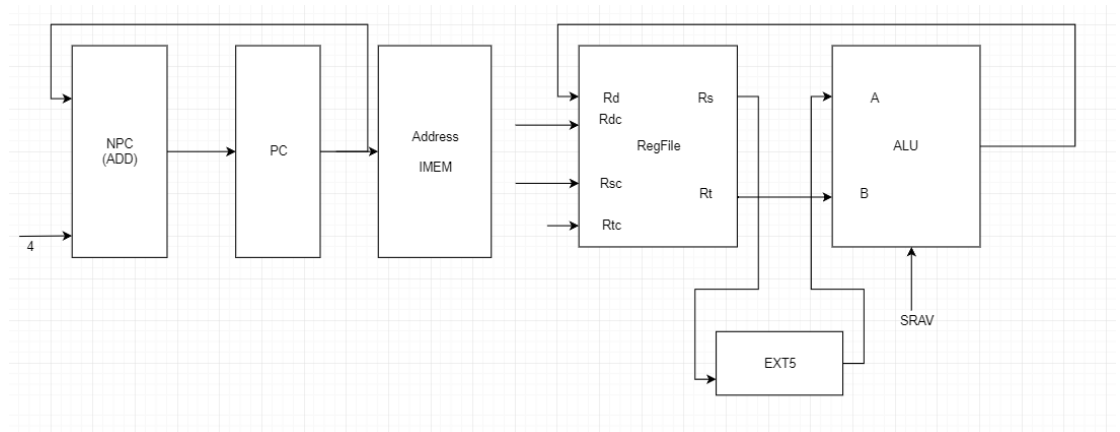 NPC
(ADD)
4
PC
Address
IMEM
Rd
Rdc
Rsc
Rtc
RegFile
Rs
Rt
A
B
ALU
SRAV
EXT5